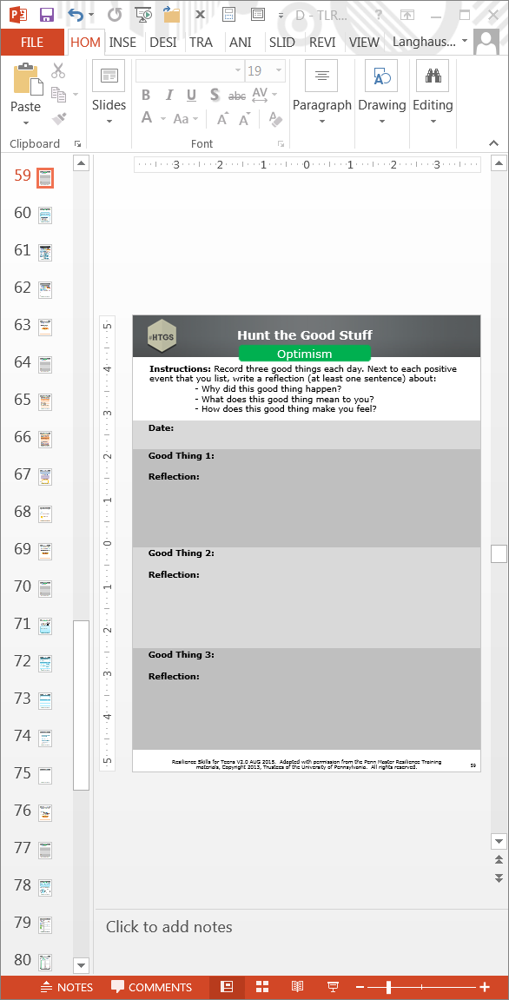 D - TLR...
?
FILE
HOM INSE DESI TRA ANI SLID REVI VIEW Langhaus...
19
Paste
Slides
B I U S abc AV
A Aa A A
Paragraph
Drawing
Editing
Clipboard
Font
3 2 1 0 1 2 3
59
60
61
62
63
64
65
66
67
68
69
70
71
72
73
74
75
76
77
78
79
80
5
4
3
2
1
0
1
2
3
4
5
#HTGS
Hunt the Good Stuff
Optimism
Instructions: Record three good things each day. Next to each positive
event that you list, write a reflection (at least one sentence) about:
- Why did this good thing happen?
- What does this good thing mean to you?
- How does this good thing make you feel?
Date:
Good Thing 1:
Reflection:
Good Thing 2:
Reflection:
Good Thing 3:
Reflection:
Resilience Skills for Teens V2.0 AUG 2015. Adapted with permission from the Penn Master Resilience Training
materials, Copyright 2013, Trustees of the University of Pennsylvania. All rights reserved.
59
Click to add notes
NOTES
COMMENTS